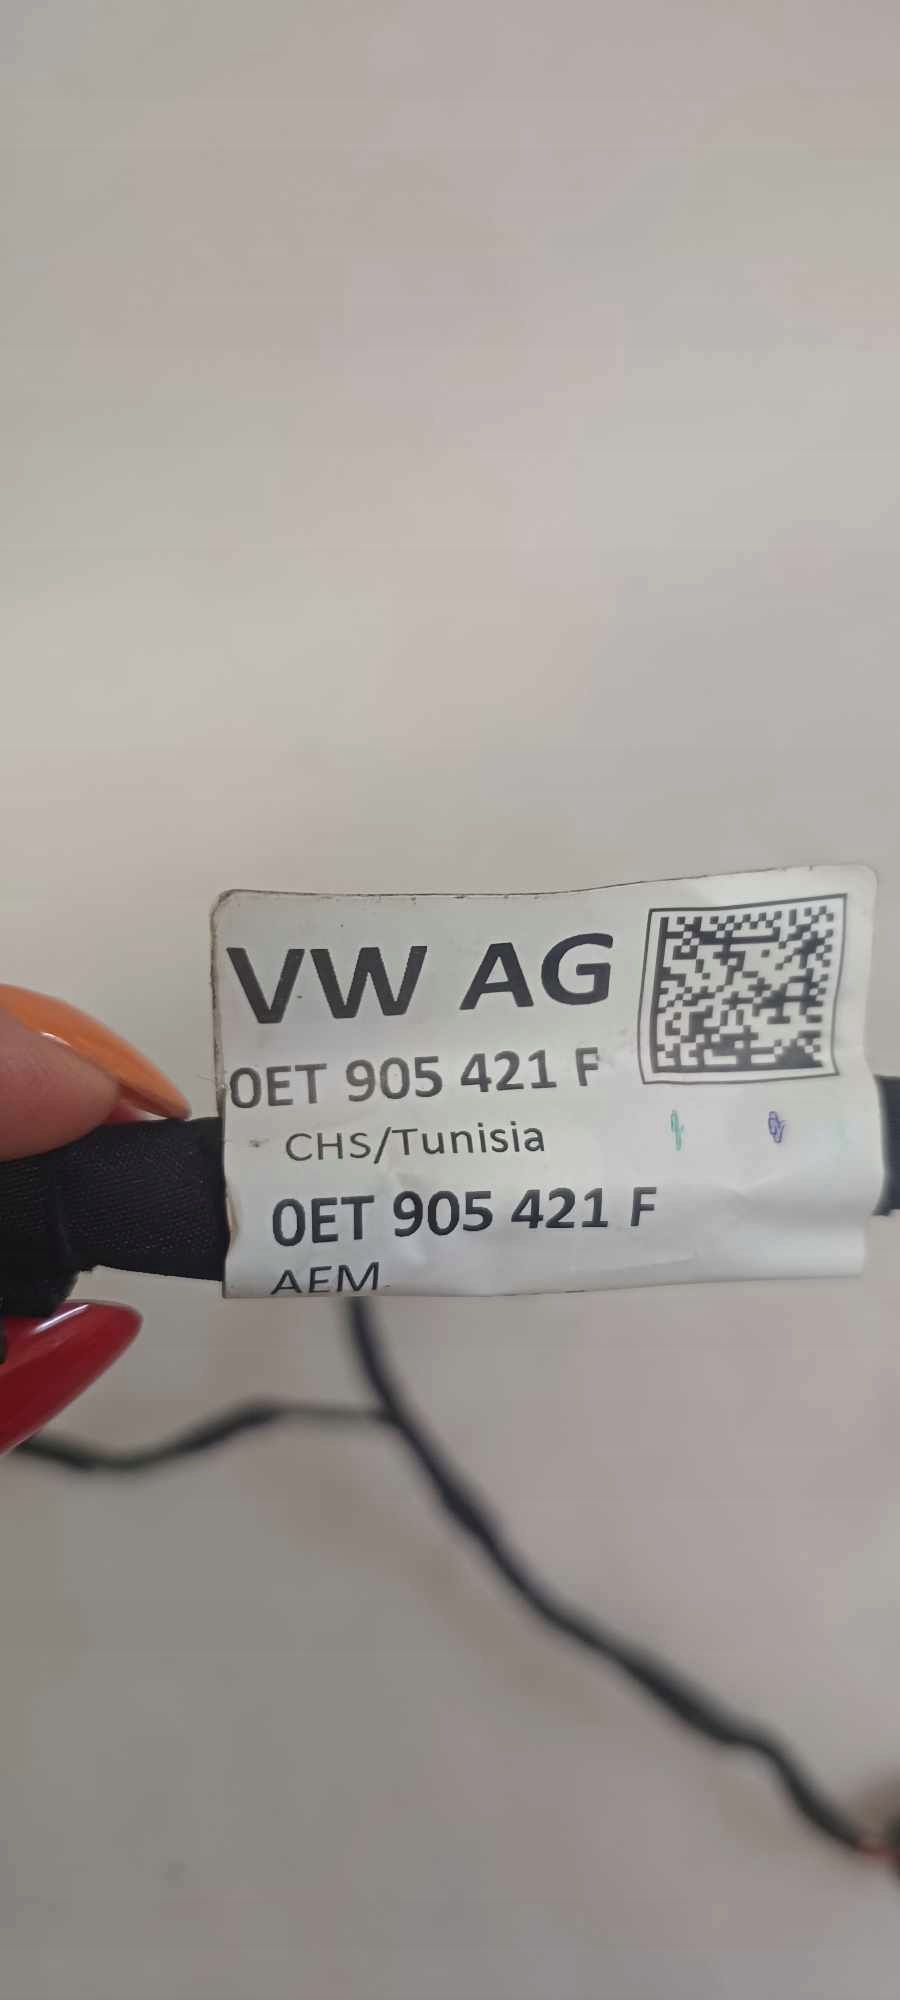 VW AG
0ET 905 421 F
CHS/Tunisia
0ET 905 421 F
AEM